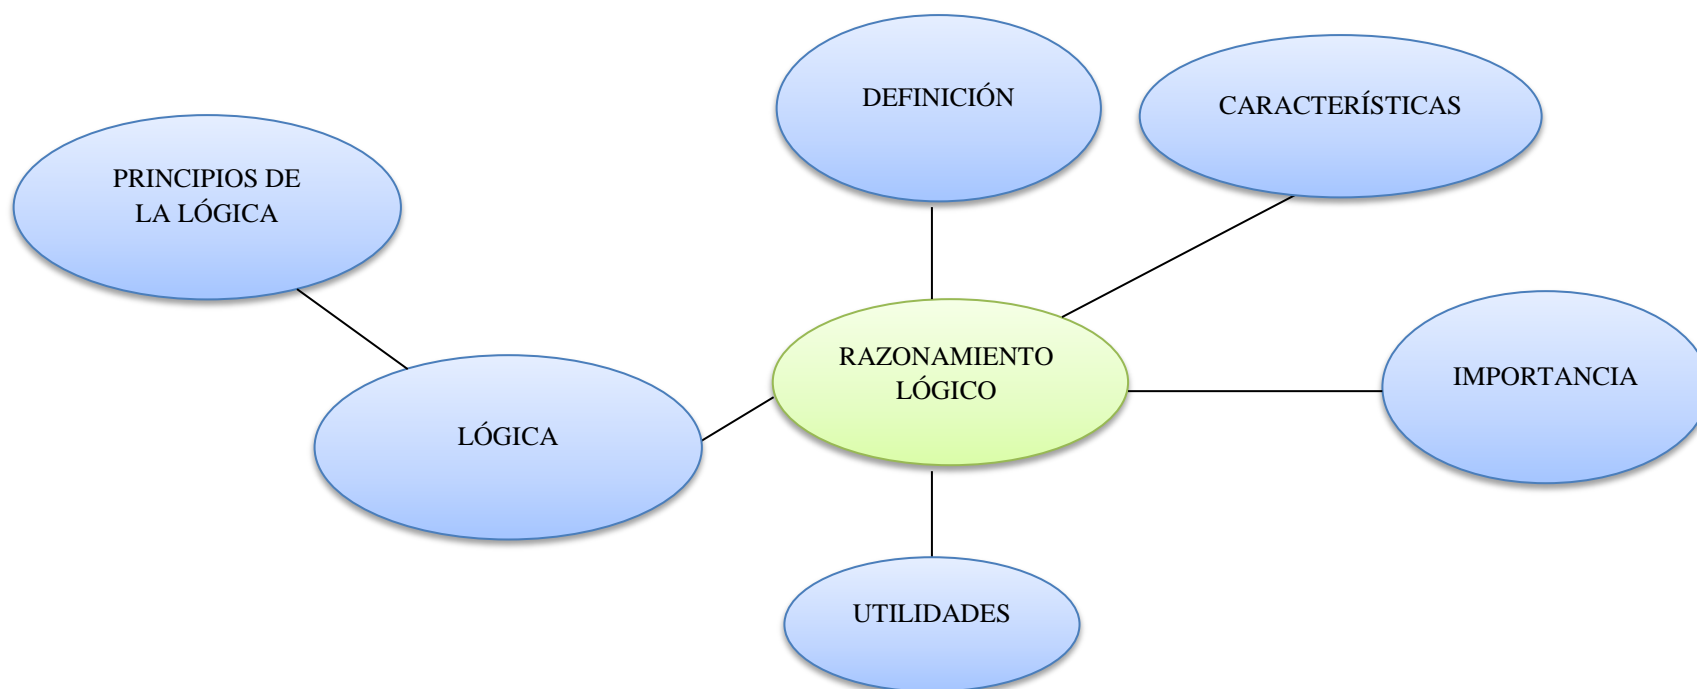 DEFINICIÓN
CARACTERÍSTICAS
PRINCIPIOS DE
LA LÓGICA
RAZONAMIENTO
LÓGICO
IMPORTANCIA
LÓGICA
UTILIDADES